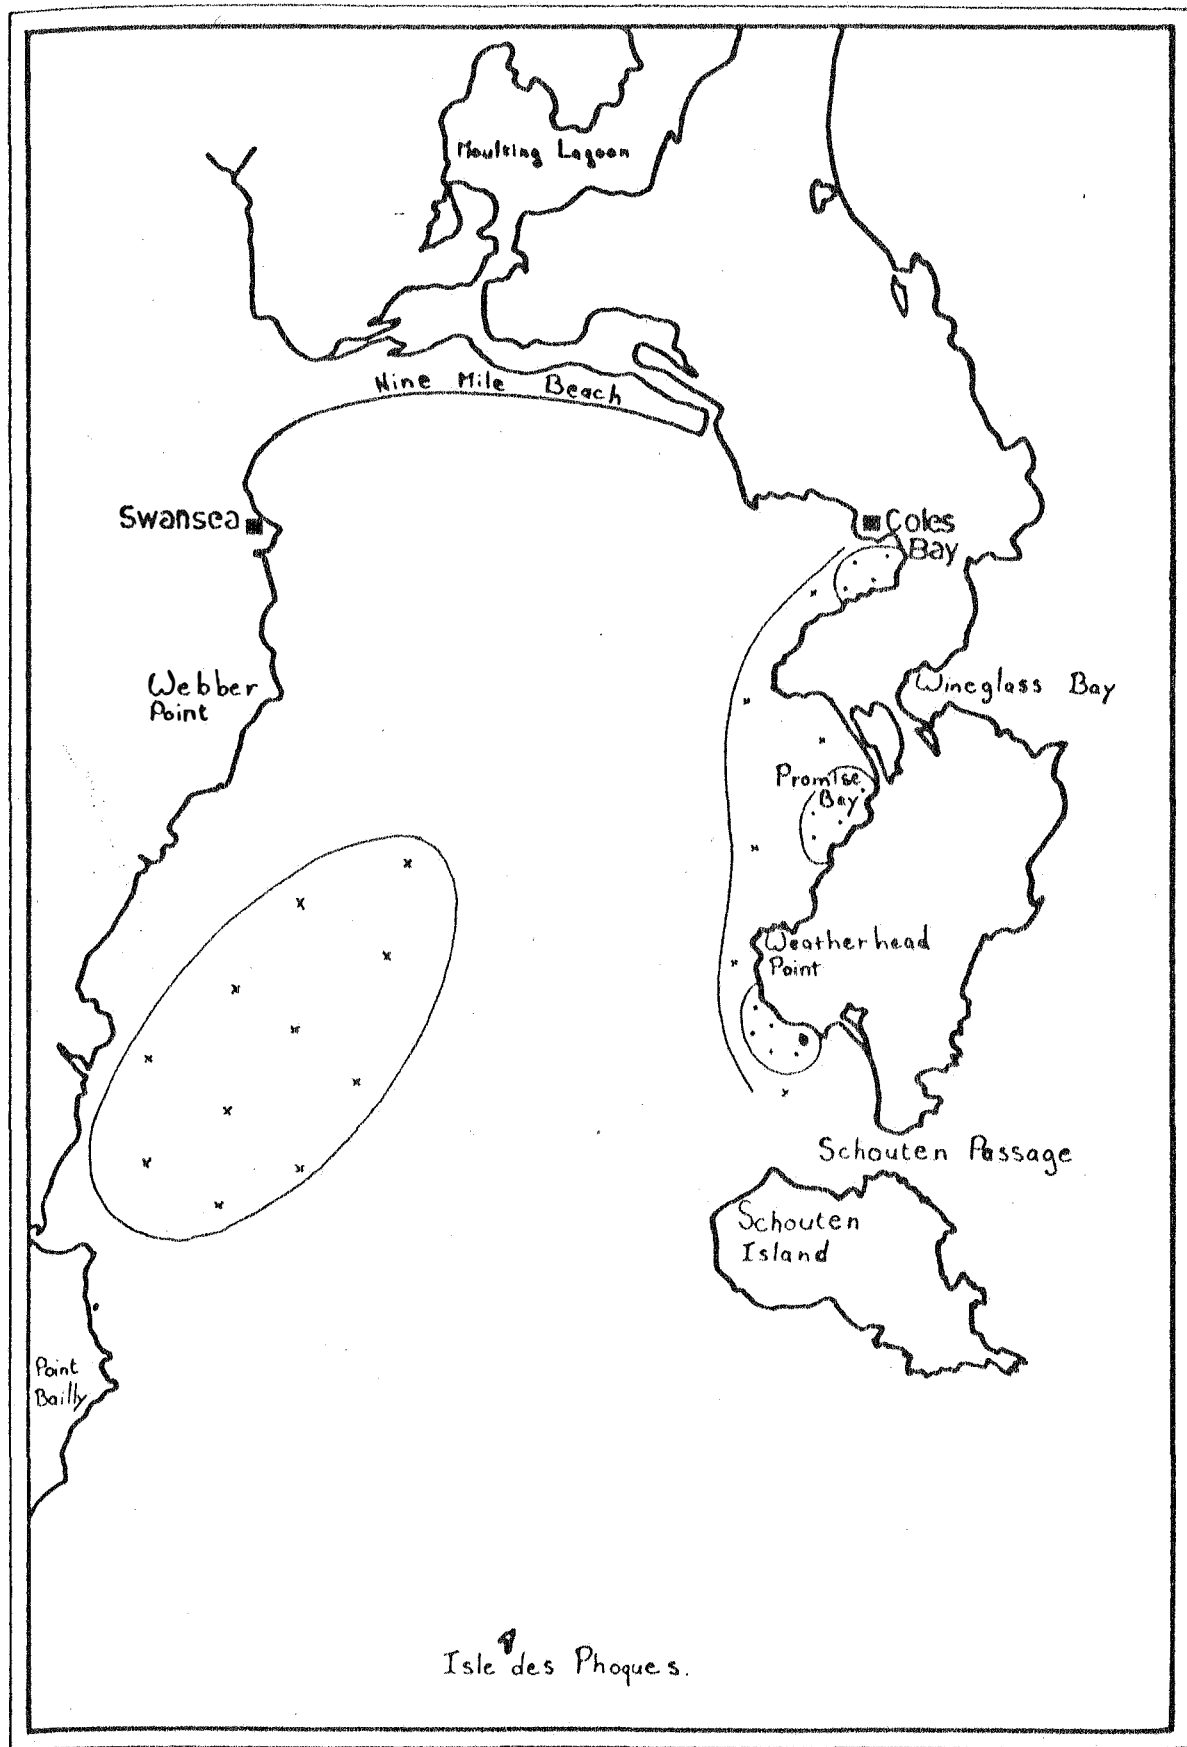 Moulting Lagoon
Nine Mile Beach
Swansea
Coles
Bay
Webber
Point
Wineglass Bay
Promise
Bay
Weatherhead
Point
Schouten Passage
Schouten
Island
Point
Bailly
Isle des Phoques.